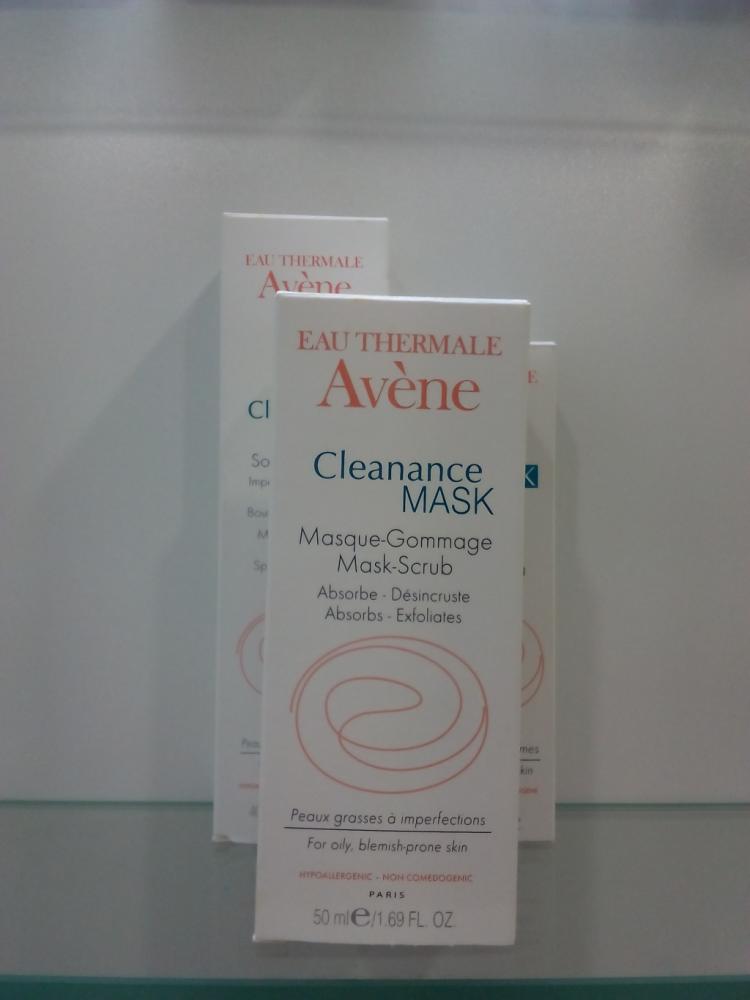 EAU THERMALE
Avène
EAU THERMALE
Avène
Cleanance
MASK
Masque-Gommage
Mask-Scrub
Absorbe - Désincruste
Absorbs - Exfoliates
Peaux grasses à imperfections
For oily, blemish-prone skin
HYPOALLERGENIC - NON COMEDOGENIC
PARIS
50 ml e/1.69 FL. OZ.